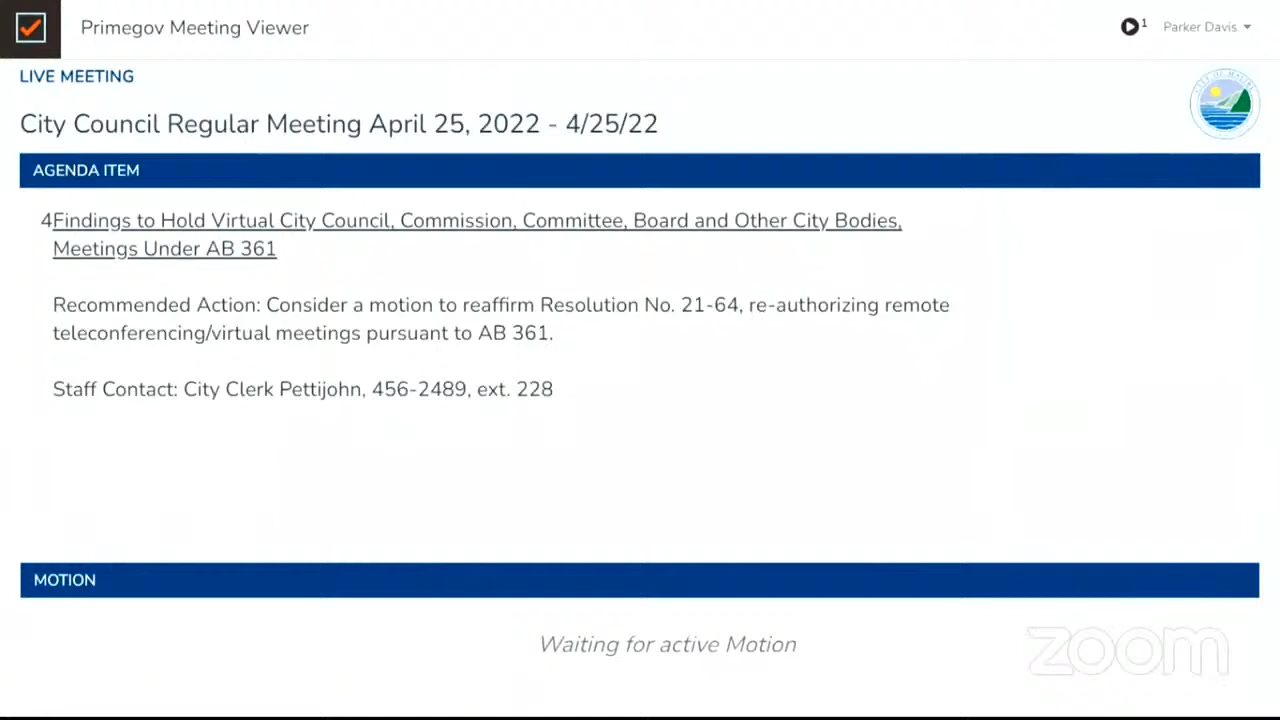 Primegov Meeting Viewer
1
Parker Davis
LIVE MEETING
City Council Regular Meeting April 25, 2022 - 4/25/22
CITY OF MALIBU
AGENDA ITEM
4Findings to Hold Virtual City Council, Commission, Committee, Board and Other City Bodies,
Meetings Under AB 361
Recommended Action: Consider a motion to reaffirm Resolution No. 21-64, re-authorizing remote
teleconferencing/virtual meetings pursuant to AB 361.
Staff Contact: City Clerk Pettijohn, 456-2489, ext. 228
MOTION
Waiting for active Motion
zoom